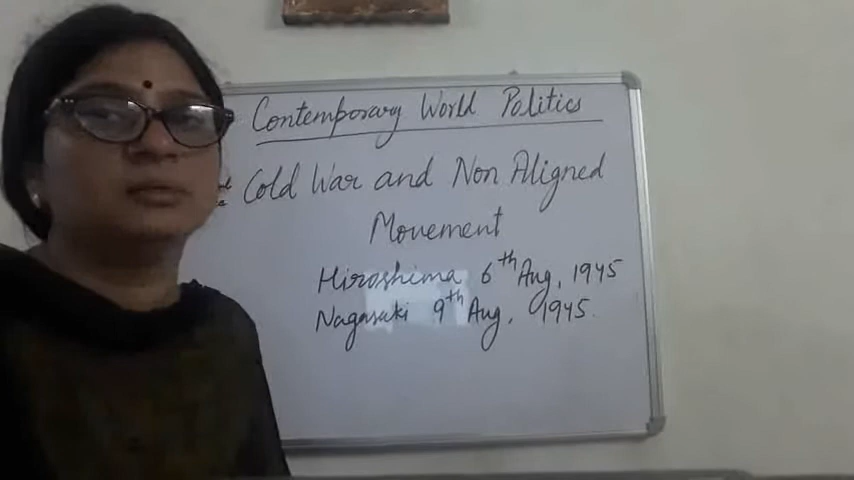 Contemporary World Politics
Cold War and Non Aligned
Movement
Hiroshima 6th Aug, 1945
Nagasaki 9th Aug, 1945.